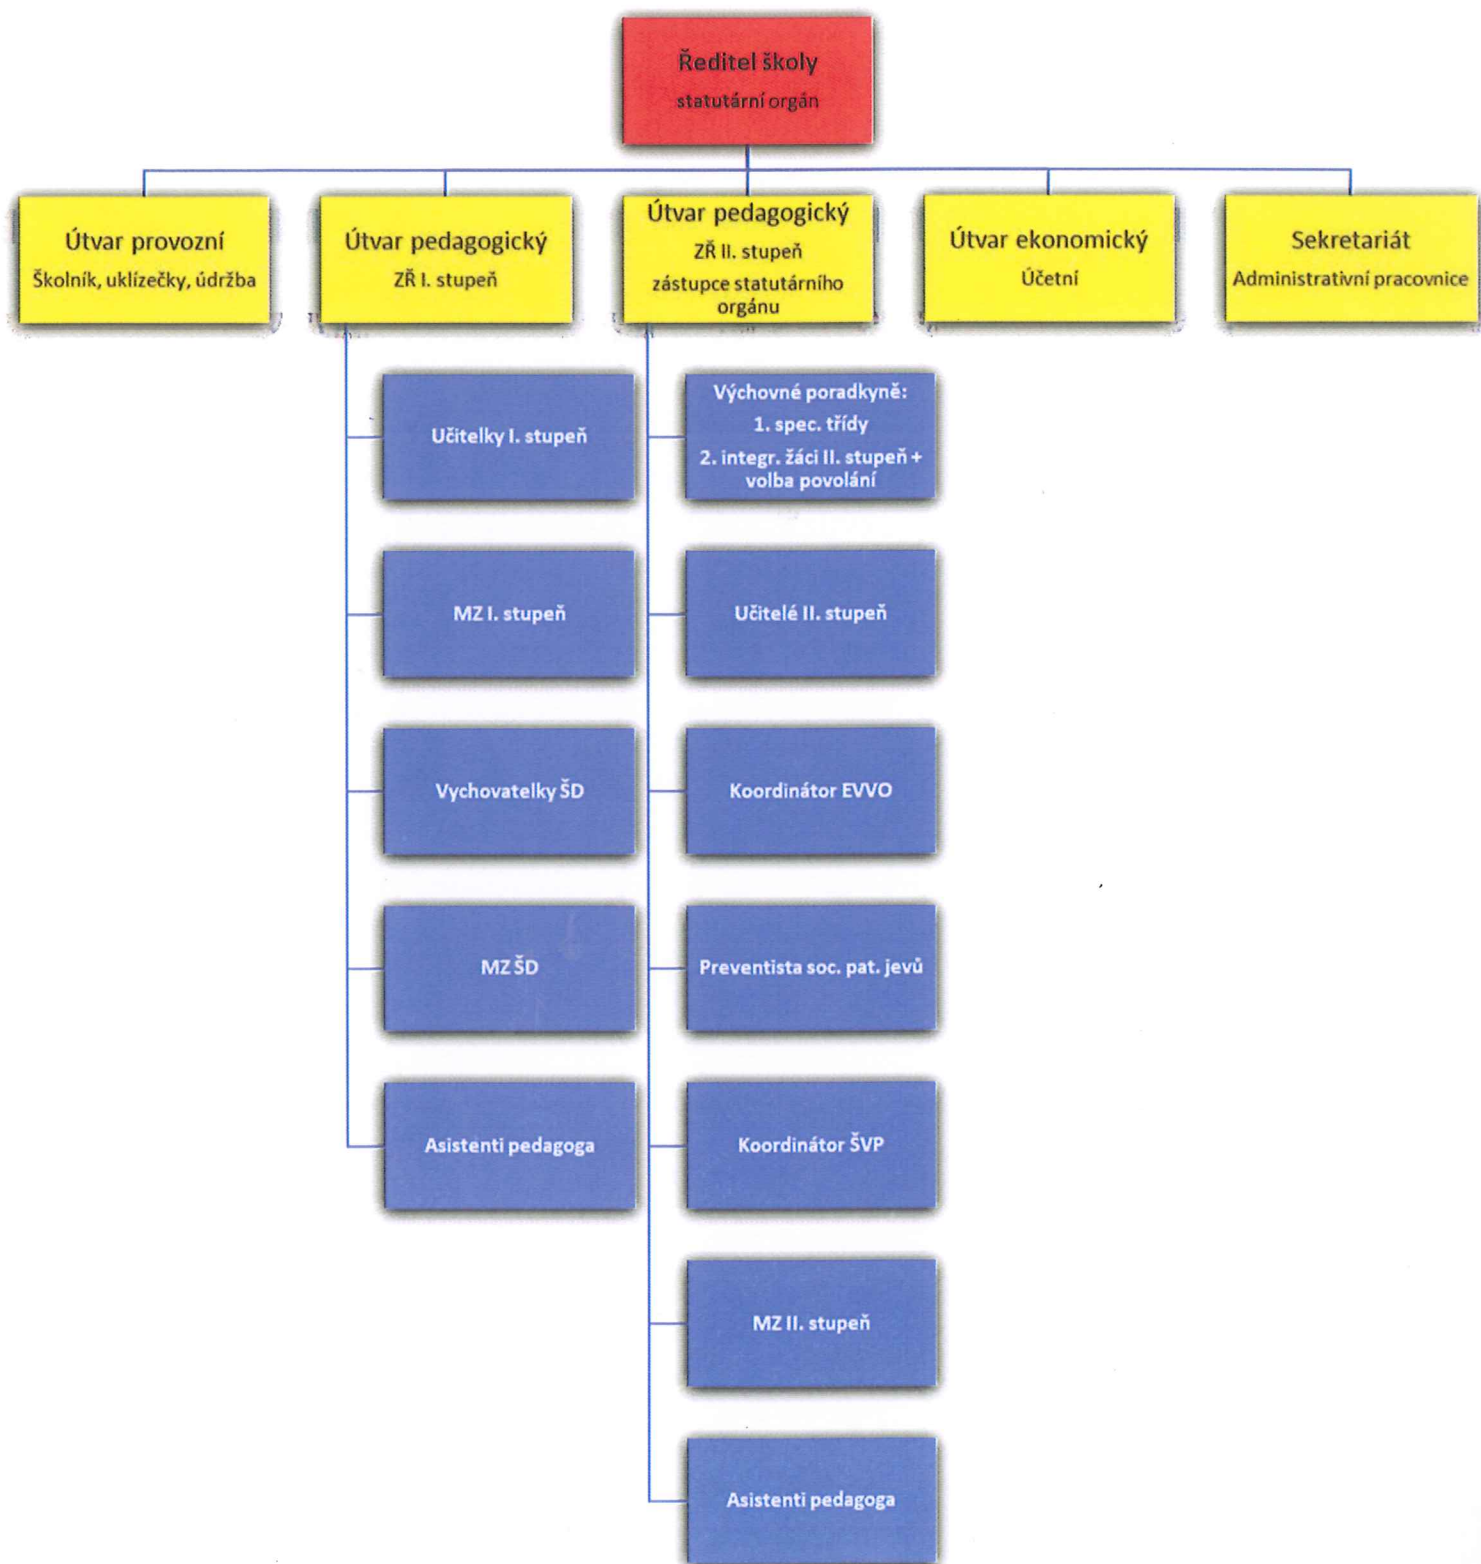 Ředitel školy
statutární orgán
Útvar provozní
Školník, uklízečky, údržba
Útvar pedagogický
ZŘ I. stupeň
Útvar pedagogický
ZŘ II. stupeň
zástupce statutárního
orgánu
Útvar ekonomický
Účetní
Sekretariát
Administrativní pracovnice
Učitelky I. stupeň
MZ I. stupeň
Vychovatelky ŠD
MZ ŠD
Asistenti pedagoga
Výchovné poradkyně:
1. spec. třídy
2. integr. žáci II. stupeň +
volba povolání
Učitelé II. stupeň
Koordinátor EVVO
Preventista soc. pat. jevů
Koordinátor ŠVP
MZ II. stupeň
Asistenti pedagoga